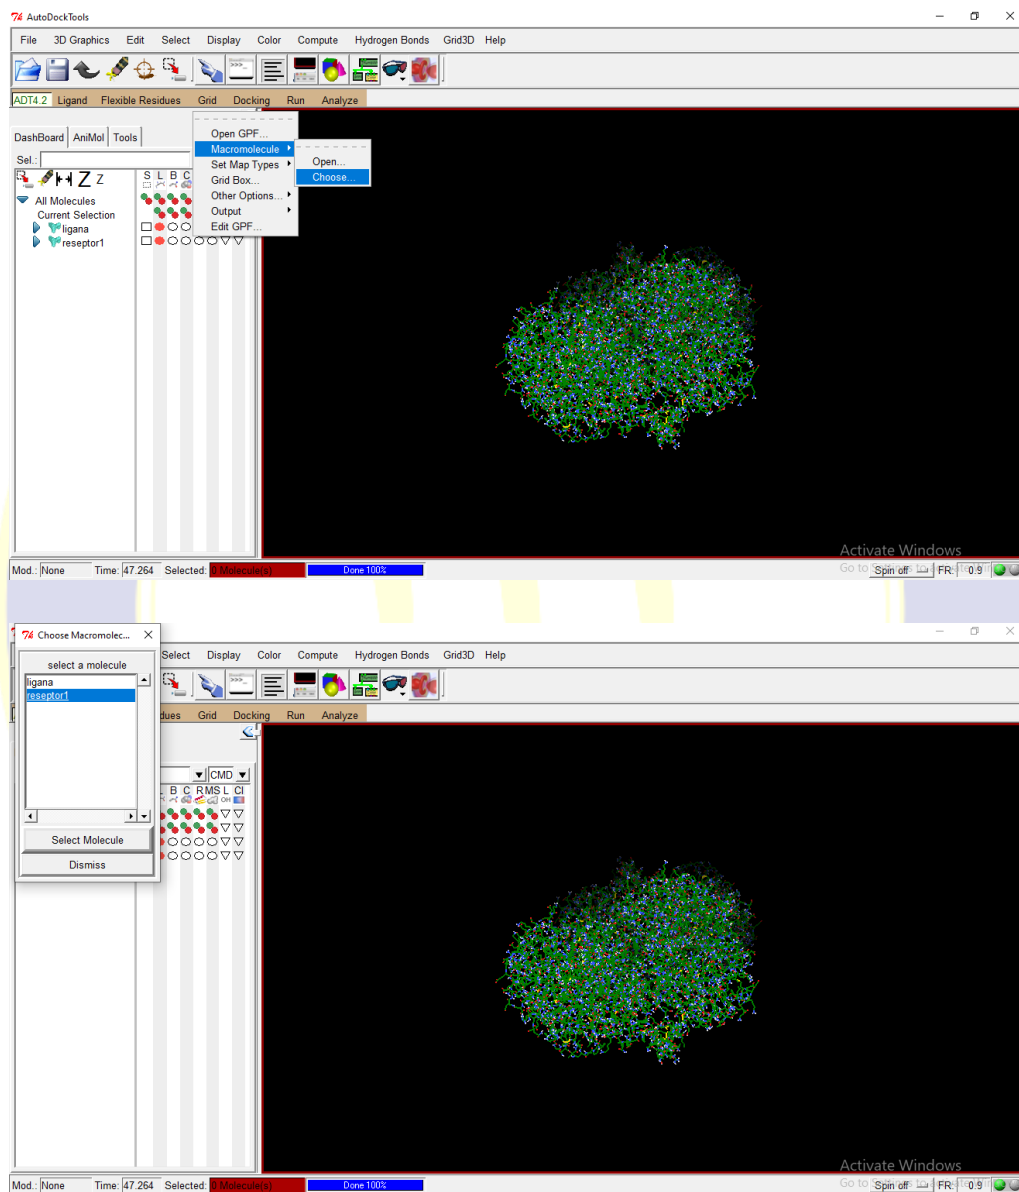 AutoDockTools
File 3D Graphics Edit Select Display Color Compute Hydrogen Bonds Grid3D Help
ADT4.2 Ligand Flexible Residues Grid Docking Run Analyze
Open GPF...
DashBoard AniMol Tools
Macromolecule
Sel.:
Open...
Set Map Types
Choose...
Z Z
S L B C
Grid Box...
Other Options...
All Molecules
Output
Current Selection
Edit GPF...
ligana
reseptor1
Activate Windows
Mod.: None Time: 47.264 Selected: 0 Molecule(s) Done 100% Spin off FR: 0.9
Choose Macromolec...
Select Display Color Compute Hydrogen Bonds Grid3D Help
select a molecule
ligana
reseptor1
dues Grid Docking Run Analyze
CMD
L B C R MS L Cl
Select Molecule
Dismiss
Activate Windows
Mod.: None Time: 47.264 Selected: 0 Molecule(s) Done 100% Spin off FR: 0.9